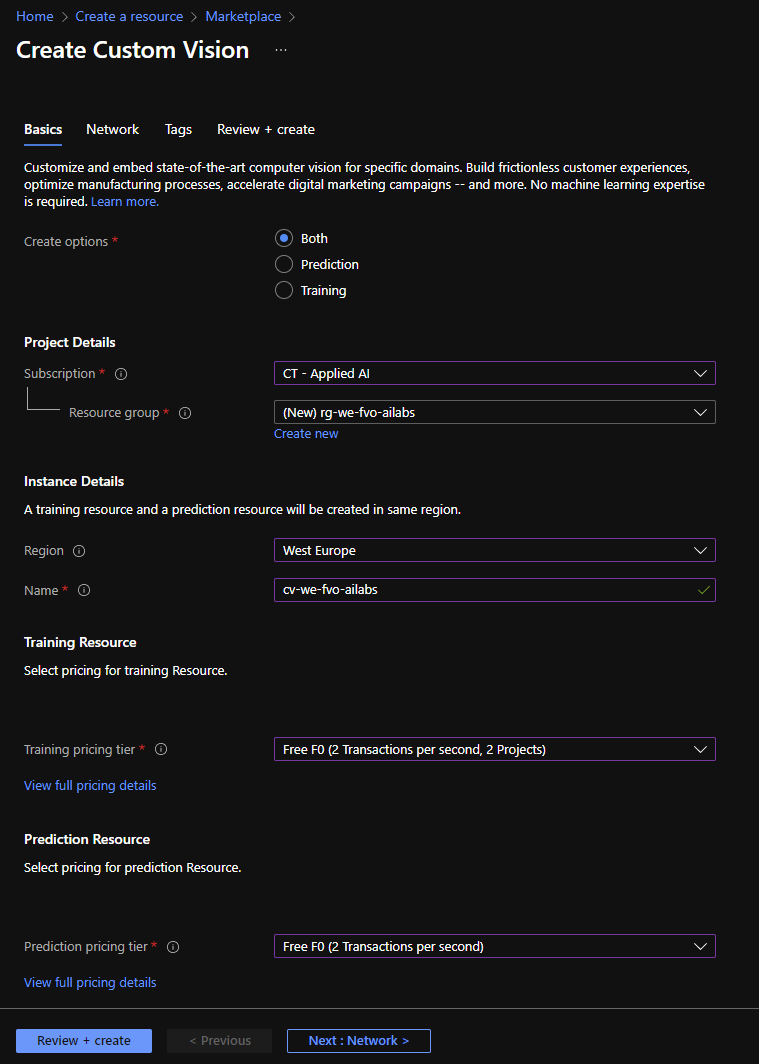 Home > Create a resource > Marketplace >
Create Custom Vision ...
Basics Network Tags Review + create
Customize and embed state-of-the-art computer vision for specific domains. Build frictionless customer experiences,
optimize manufacturing processes, accelerate digital marketing campaigns -- and more. No machine learning expertise
is required. Learn more.
Create options * Both
Prediction
Training
Project Details
Subscription * CT - Applied AI
Resource group * (New) rg-we-fvo-ailabs
Create new
Instance Details
A training resource and a prediction resource will be created in same region.
Region West Europe
Name * cv-we-fvo-ailabs
Training Resource
Select pricing for training Resource.
Training pricing tier * Free F0 (2 Transactions per second, 2 Projects)
View full pricing details
Prediction Resource
Select pricing for prediction Resource.
Prediction pricing tier * Free F0 (2 Transactions per second)
View full pricing details
Review + create < Previous Next : Network >